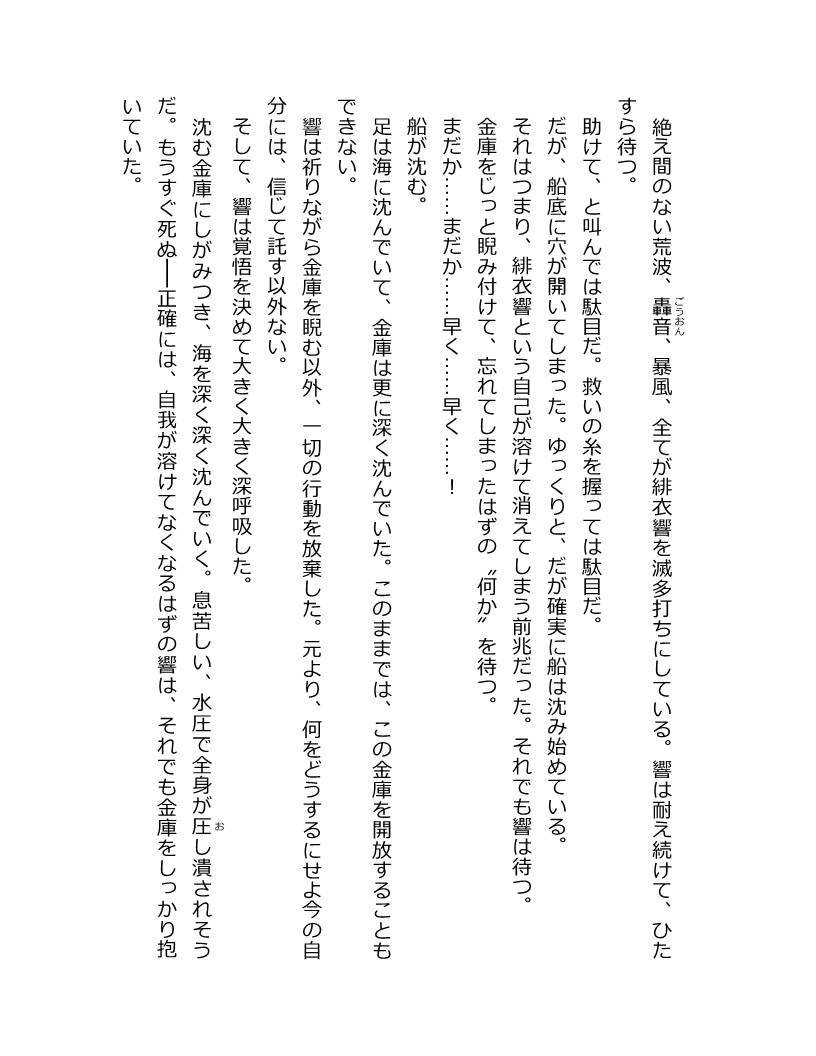 絶え間のない荒波、轟音、暴風、全てが緋衣響を滅多打ちにしている。響は耐え続けて、ひた
すら待つ。
助けて、と叫んでは駄目だ。救いの糸を握っては駄目だ。
だが、船底に穴が開いてしまった。ゆっくりと、だが確実に船は沈み始めている。
それはつまり、緋衣響という自己が溶けて消えてしまう前兆だった。それでも響は待つ。
金庫をじっと睨み付けて、忘れてしまったはずの〝何か〟を待つ。
まだか……まだか……早く……早く……！
船が沈む。
足は海に沈んでいて、金庫は更に深く沈んでいた。このままでは、この金庫を開放することも
できない。
響は祈りながら金庫を睨む以外、一切の行動を放棄した。元より、何をどうするにせよ今の自
分には、信じて託す以外ない。
そして、響は覚悟を決めて大きく大きく深呼吸した。
沈む金庫にしがみつき、海を深く深く沈んでいく。息苦しい、水圧で全身が圧し潰されそう
だ。もうすぐ死ぬ──正確には、自我が溶けてなくなるはずの響は、それでも金庫をしっかり抱
いていた。
ごうおん
お